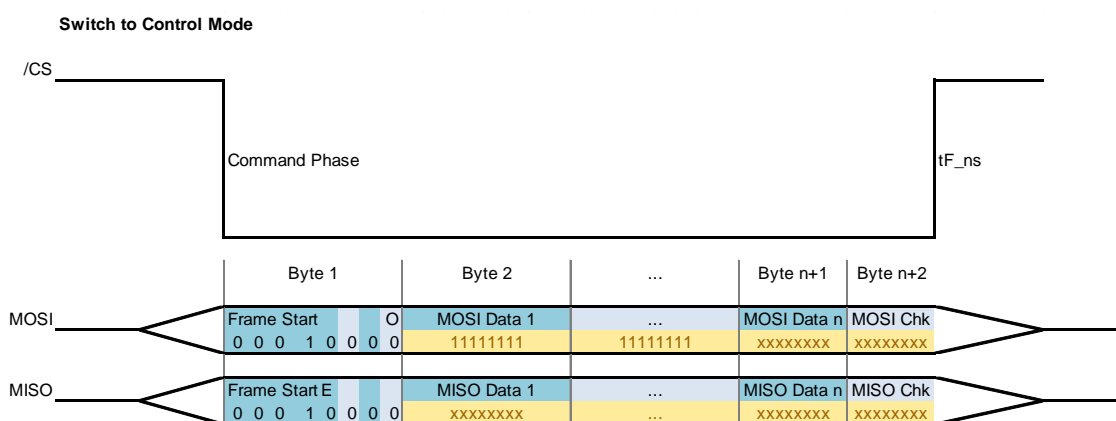 Switch to Control Mode
/CS
Command Phase
tF_ns
Byte 1 Byte 2 ... Byte n+1 Byte n+2
MOSI Frame Start O MOSI Data 1 ... MOSI Data n MOSI Chk
0 0 0 1 0 0 0 0 11111111 11111111 xxxxxxxx xxxxxxxx
MISO Frame Start E MISO Data 1 ... MISO Data n MISO Chk
0 0 0 1 0 0 0 0 xxxxxxxx ... xxxxxxxx xxxxxxxx